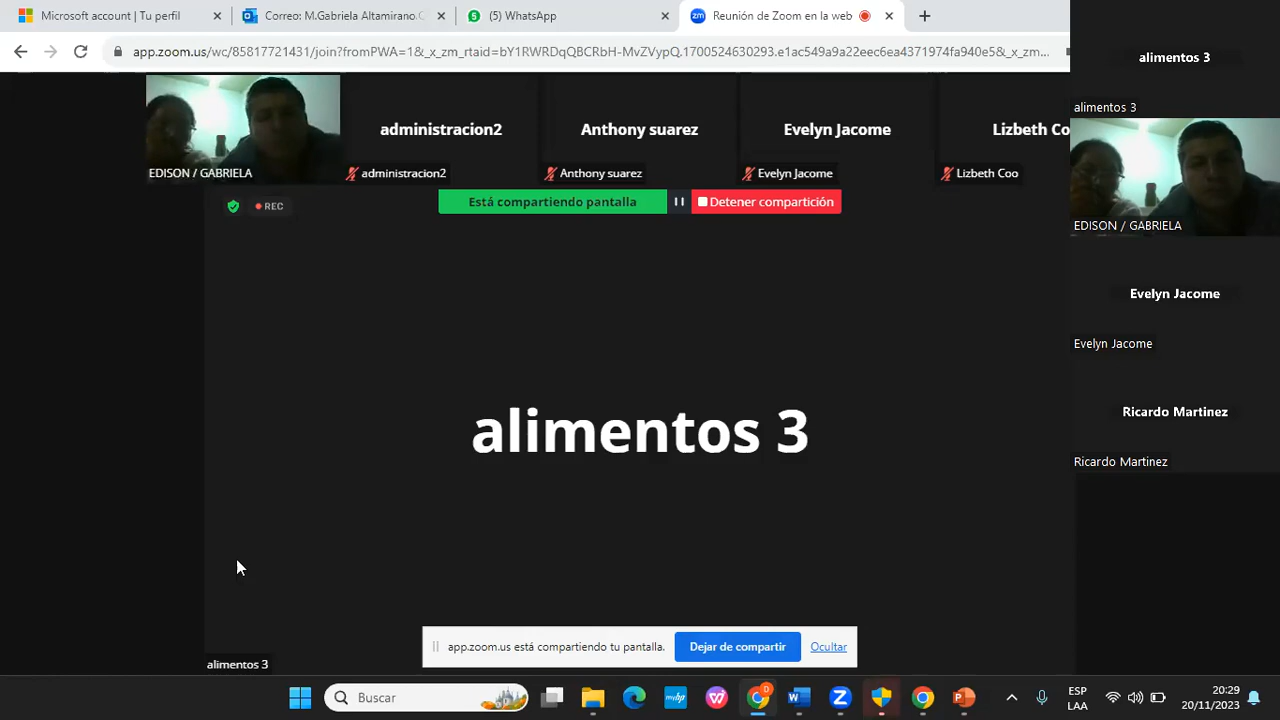 Microsoft account | Tu perfil
Correo: M.Gabriela Altamirano.C
(5) WhatsApp
Reunión de Zoom en la web
app.zoom.us/wc/85817721431/join?fromPWA=1&_x_zm_rtaid=bY1RWRDqQBCRbH-MvZVypQ.1700524630293.e1ac549a9a22eec6ea4371974fa940e5&_x_zm...
EDISON / GABRIELA
administracion2
administracion2
Anthony suarez
Anthony suarez
Evelyn Jacome
Evelyn Jacome
Lizbeth Co
Lizbeth Coo
Está compartiendo pantalla
Detener compartición
REC
alimentos 3
alimentos 3
alimentos 3
alimentos 3
EDISON / GABRIELA
Evelyn Jacome
Evelyn Jacome
Ricardo Martinez
Ricardo Martinez
app.zoom.us está compartiendo tu pantalla.
Dejar de compartir
Ocultar
Buscar
ESP
LAA
20:29
20/11/2023